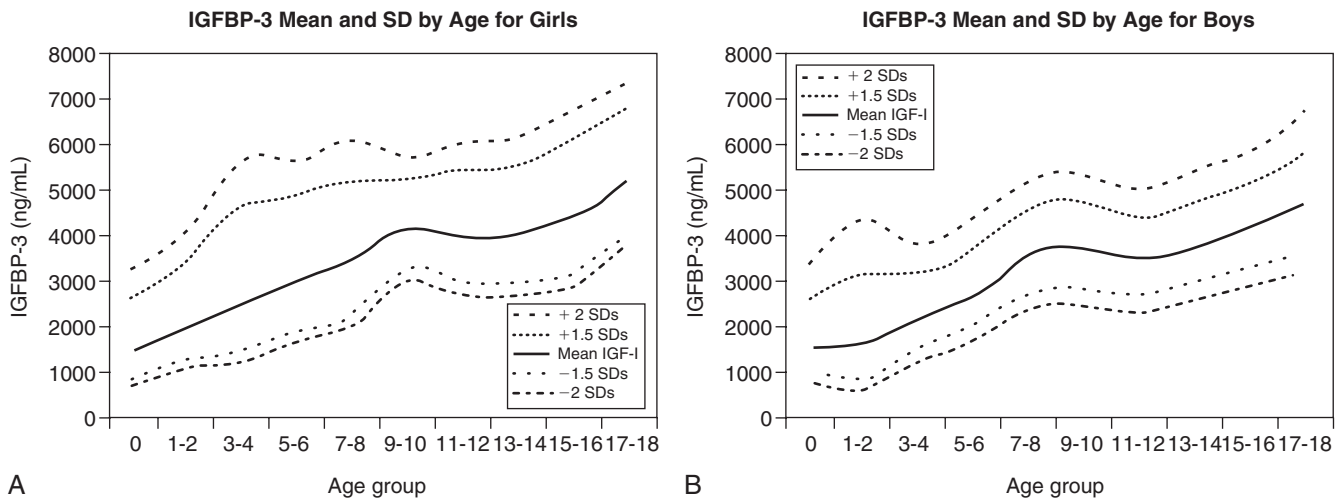 IGFBP-3 Mean and SD by Age for Girls
IGFBP-3 (ng/mL)
8000
7000
6000
5000
4000
3000
2000
1000
0
+ 2 SDs
+1.5 SDs
Mean IGF-I
−1.5 SDs
−2 SDs
0 1-2 3-4 5-6 7-8 9-10 11-12 13-14 15-16 17-18
Age group
A
IGFBP-3 Mean and SD by Age for Boys
IGFBP-3 (ng/mL)
8000
7000
6000
5000
4000
3000
2000
1000
0
+ 2 SDs
+1.5 SDs
Mean IGF-I
−1.5 SDs
−2 SDs
0 1-2 3-4 5-6 7-8 9-10 11-12 13-14 15-16 17-18
Age group
B